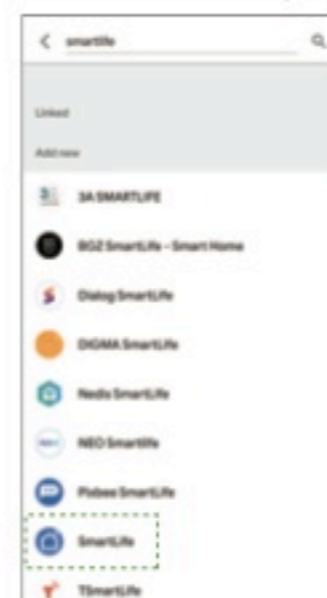 smartlife
Linked
Add new
3A SMARTLIFE
BGZ SmartLife - Smart Home
Dialog SmartLife
DIGMA SmartLife
Nedis SmartLife
NEO Smartlife
Pixbee SmartLife
SmartLife
TSmartLife